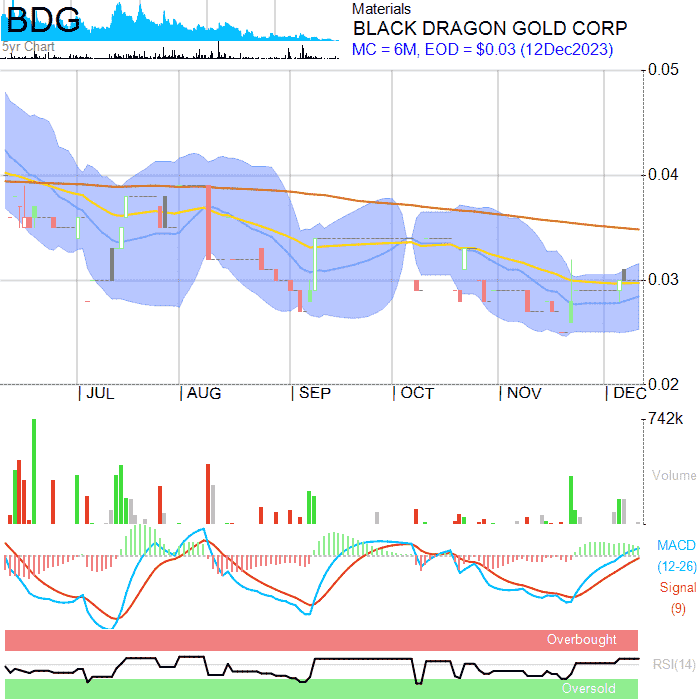 BDG
Materials
BLACK DRAGON GOLD CORP
5yr Chart
MC = 6M, EOD = $0.03 (12Dec2023)
0.05
0.04
0.03
0.02
| JUL | AUG | SEP | OCT | NOV | DEC
742k
Volume
MACD
(12-26)
Signal
(9)
Overbought
RSI(14)
Oversold